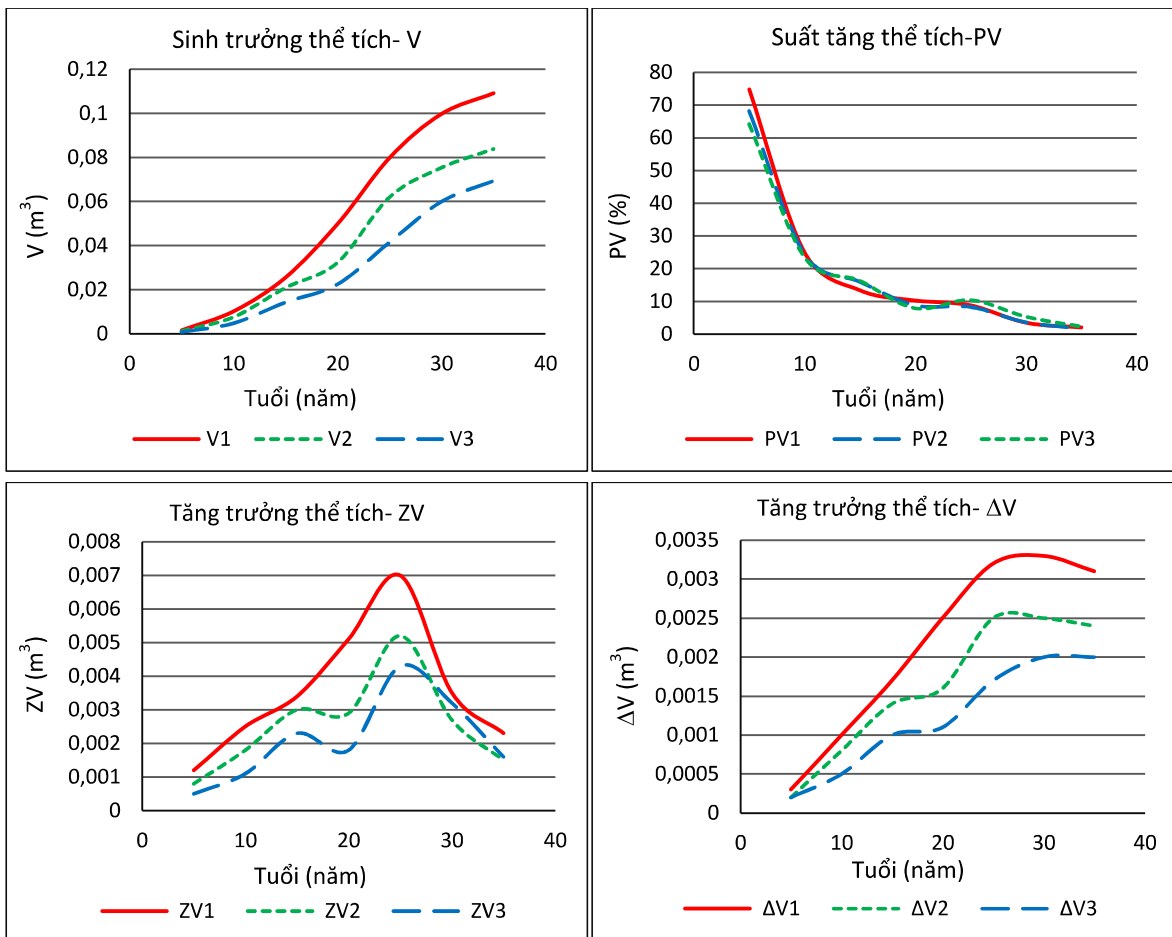 Sinh trưởng thể tích- V
V (m³)
0,12
0,1
0,08
0,06
0,04
0,02
0
0 10 20 30 40
Tuổi (năm)
V1 V2 V3
Suất tăng thể tích-PV
PV (%)
80
70
60
50
40
30
20
10
0
0 10 20 30 40
Tuổi (năm)
PV1 PV2 PV3
Tăng trưởng thể tích- ZV
ZV (m³)
0,008
0,007
0,006
0,005
0,004
0,003
0,002
0,001
0
0 10 20 30 40
Tuổi (năm)
ZV1 ZV2 ZV3
Tăng trưởng thể tích- ΔV
ΔV (m³)
0,0035
0,003
0,0025
0,002
0,0015
0,001
0,0005
0
0 10 20 30 40
Tuổi (năm)
ΔV1 ΔV2 ΔV3